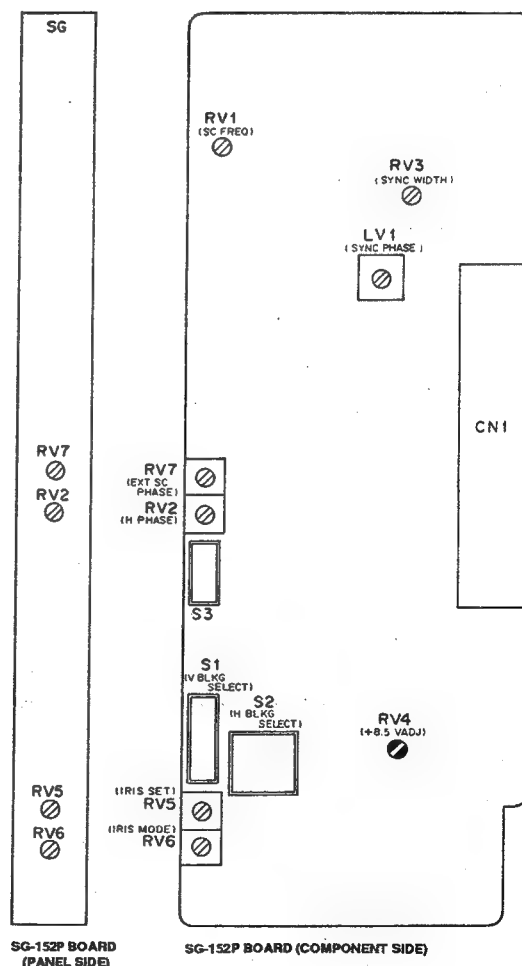 SG
RV7
RV2
RV5
RV6
SG-152P BOARD
(PANEL SIDE)
RV1
(SC FREQ)
RV3
(SYNC WIDTH)
LV1
(SYNC PHASE)
CN1
RV7
(EXT SC
PHASE)
RV2
(H PHASE)
S3
S1
(V BLKG
SELECT)
S2
(H BLKG
SELECT)
RV4
(+8.5 VADJ)
(IRIS SET)
RV5
(IRIS MODE)
RV6
SG-152P BOARD (COMPONENT SIDE)